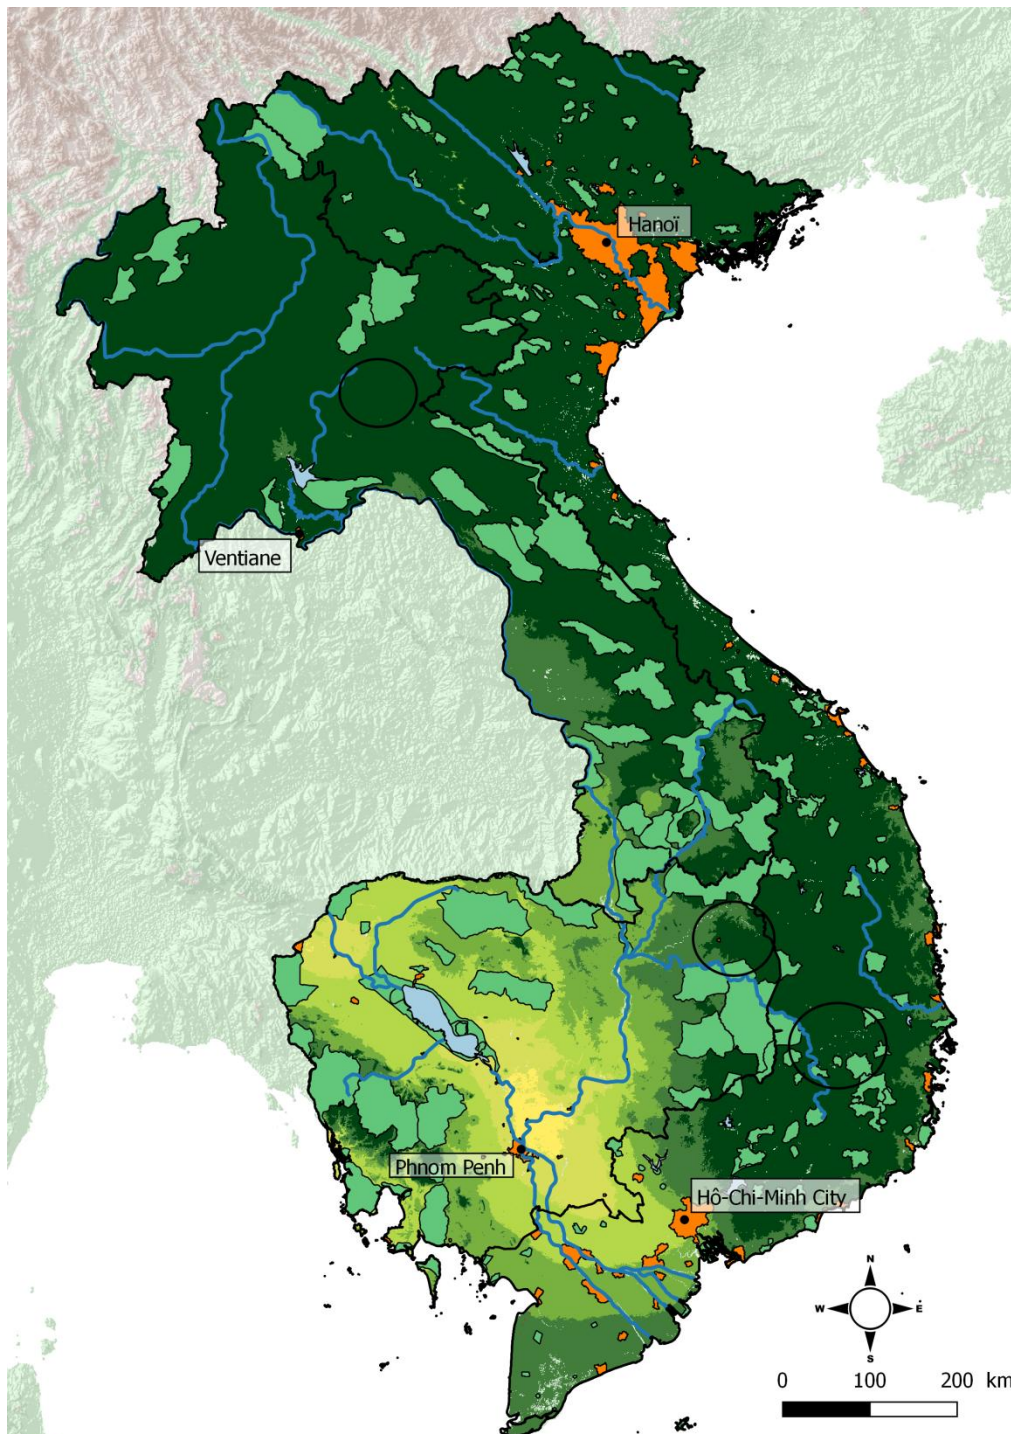 Hanoï
Ventiane
Phnom Penh
Hô-Chi-Minh City
N
W
E
S
0 100 200 km